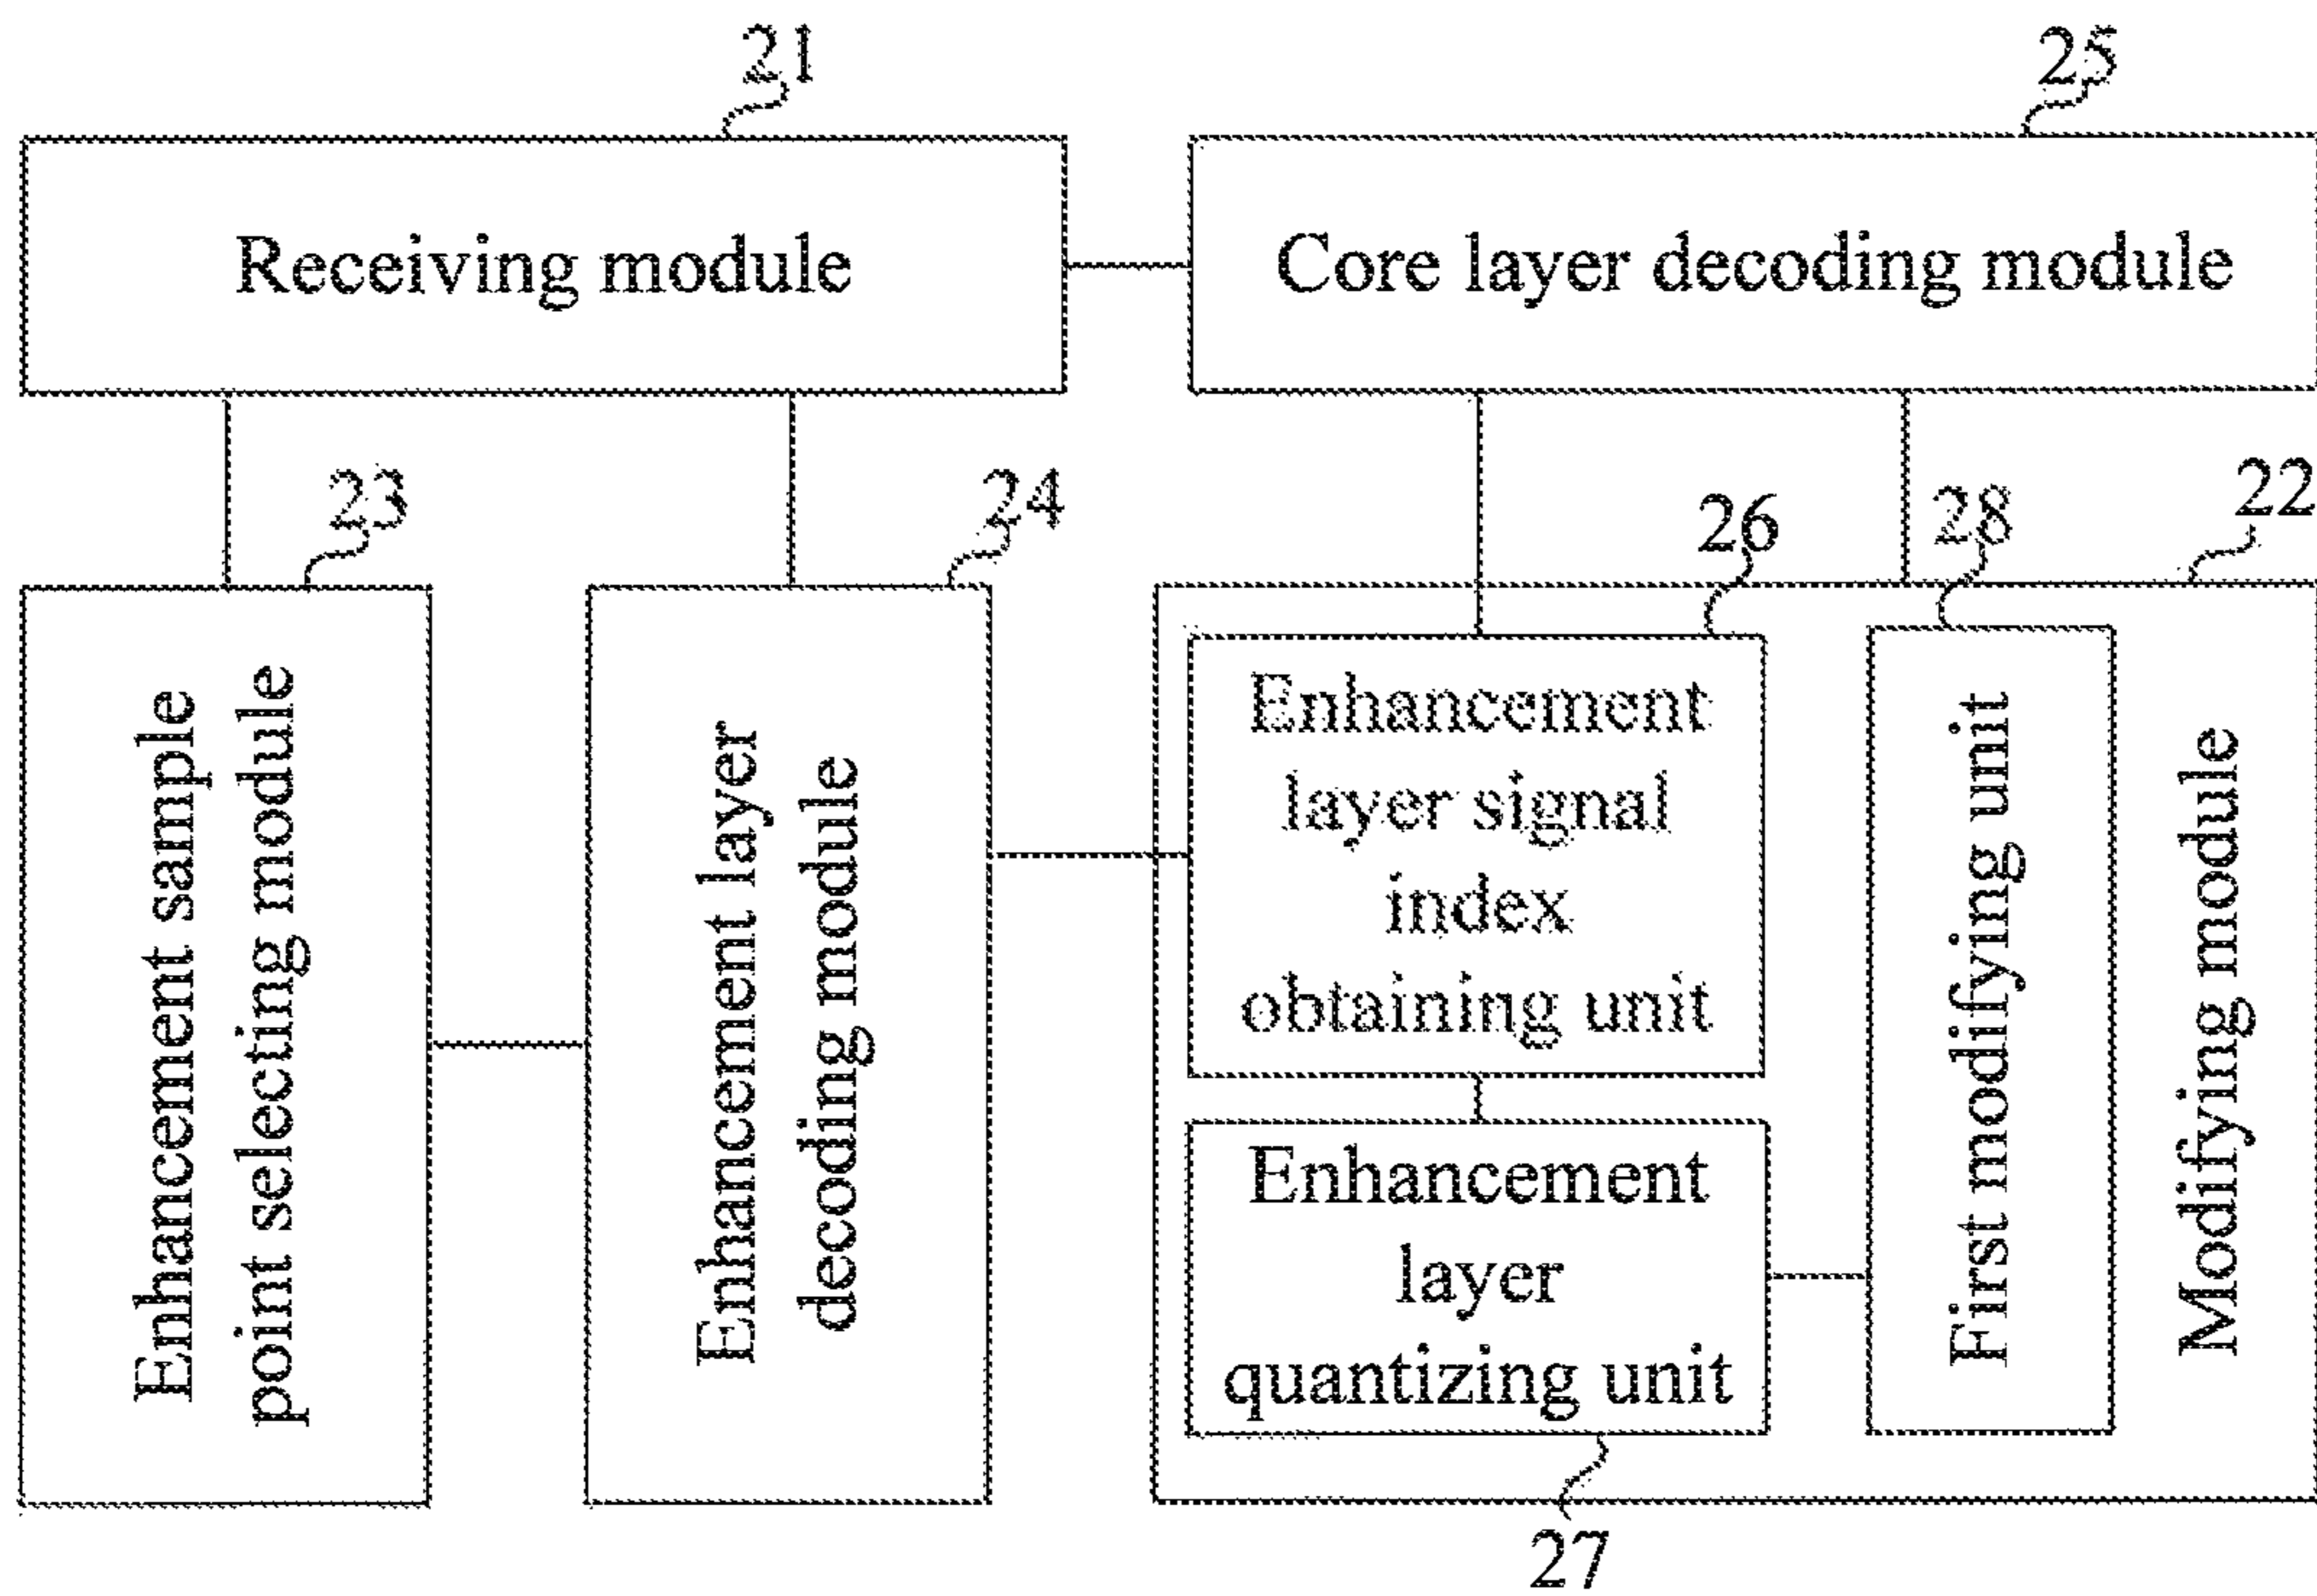 21
25
Receiving module
Core layer decoding module
23
24
26
28
22
Enhancement sample
point selecting module
Enhancement layer
decoding module
Enhancement
layer signal
index
obtaining unit
Enhancement
layer
quantizing unit
First modifying unit
Modifying module
27